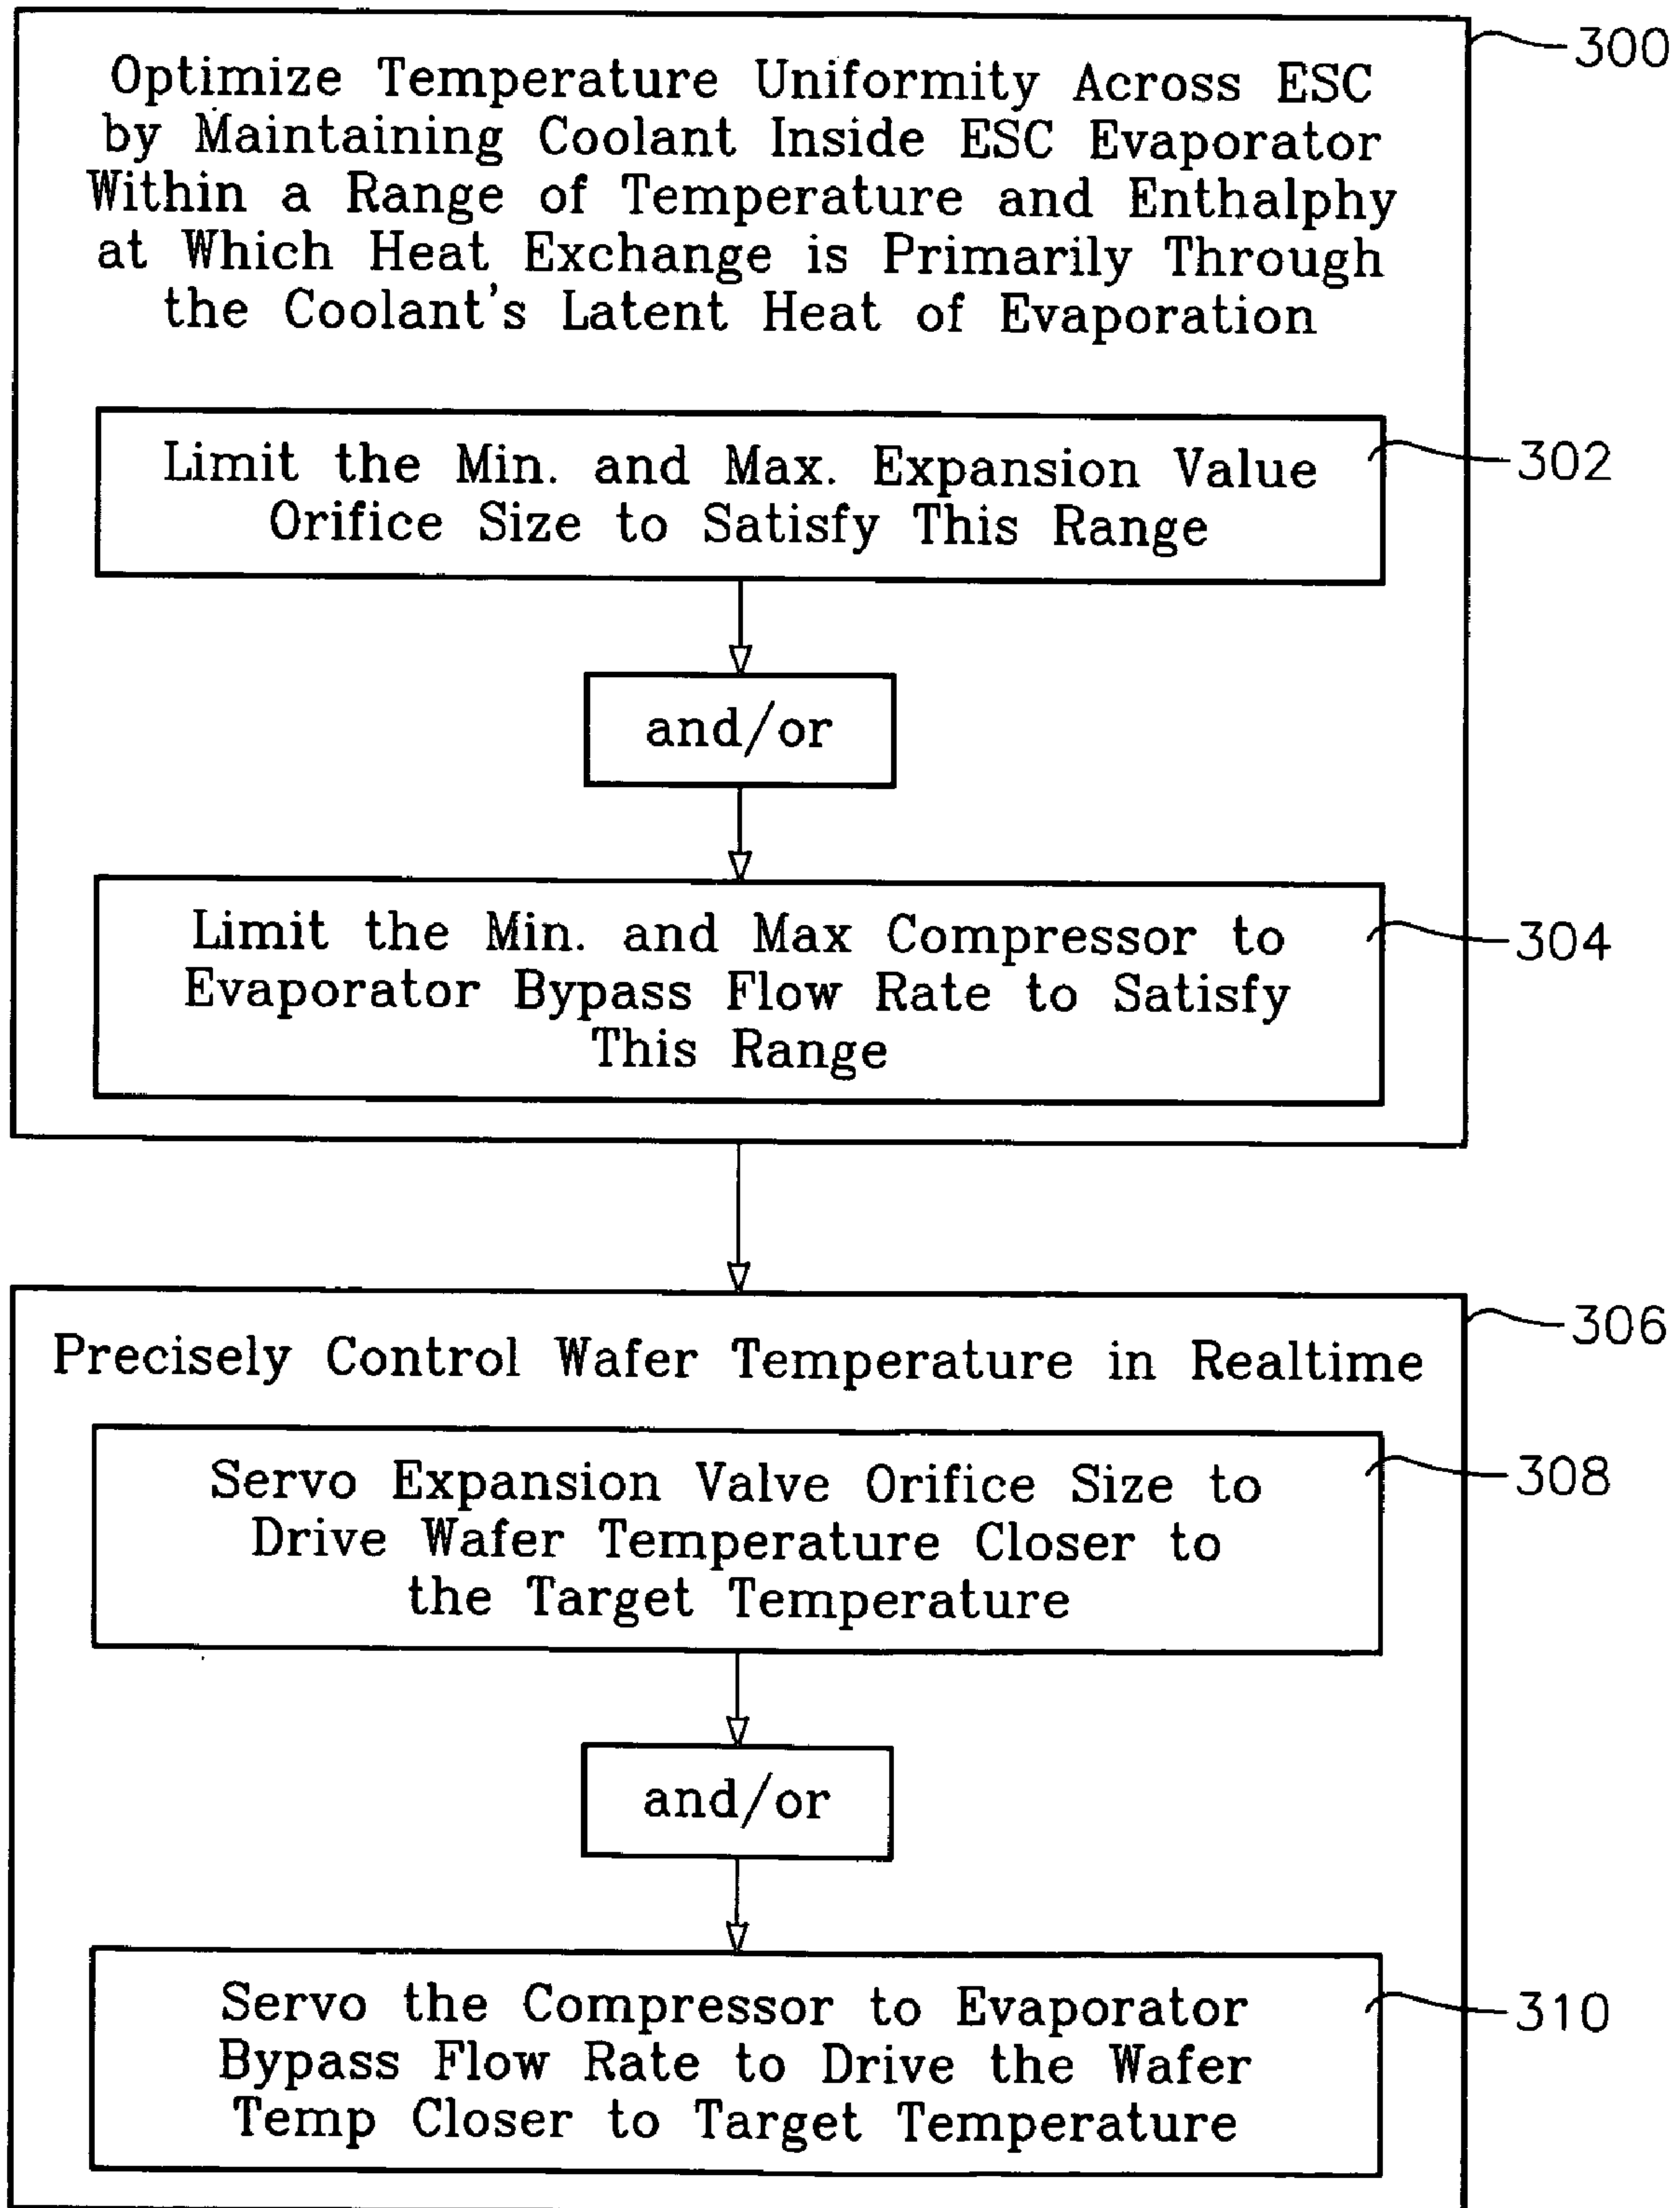 300
Optimize Temperature Uniformity Across ESC
by Maintaining Coolant Inside ESC Evaporator
Within a Range of Temperature and Enthalphy
at Which Heat Exchange is Primarily Through
the Coolant's Latent Heat of Evaporation
Limit the Min. and Max. Expansion Value
Orifice Size to Satisfy This Range
302
and/or
Limit the Min. and Max Compressor to
Evaporator Bypass Flow Rate to Satisfy
This Range
304
306
Precisely Control Wafer Temperature in Realtime
Servo Expansion Valve Orifice Size to
Drive Wafer Temperature Closer to
the Target Temperature
308
and/or
Servo the Compressor to Evaporator
Bypass Flow Rate to Drive the Wafer
Temp Closer to Target Temperature
310